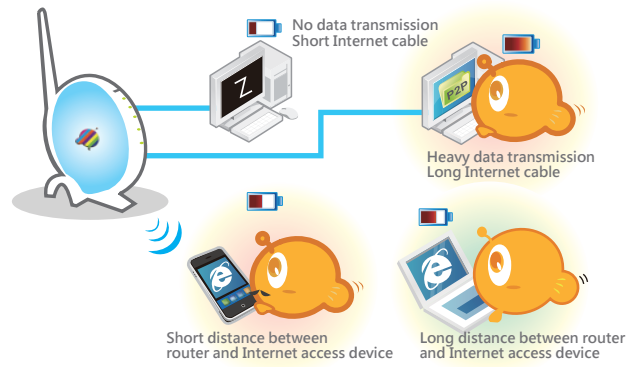 No data transmission
Short Internet cable
Z
P2P
Heavy data transmission
Long Internet cable
Short distance between
router and Internet access device
Long distance between router
and Internet access device